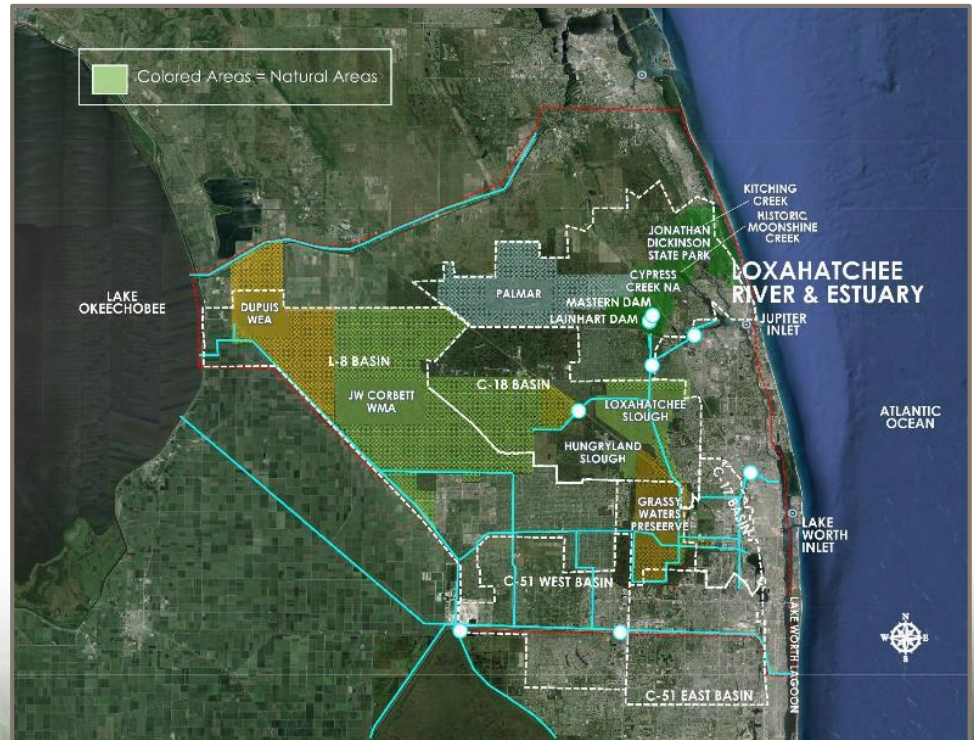 Colored Areas = Natural Areas
KITCHING
CREEK
HISTORIC
MOONSHINE
CREEK
JONATHAN
DICKINSON
STATE PARK
LOXAHATCHEE
RIVER & ESTUARY
CYPRESS
CREEK NA
PALMAR
MASTERN DAM
LAINHART DAM
JUPITER
INLET
LAKE
OKEECHOBEE
DUPUIS
WEA
L-8 BASIN
C-18 BASIN
JW CORBETT
WMA
LOXAHATCHEE
SLOUGH
ATLANTIC
OCEAN
HUNGRYLAND
SLOUGH
C-17 BASIN
GRASSY
WATERS
PRESEERVE
LAKE
WORTH
INLET
C-51 WEST BASIN
LAKE WORTH LAGOON
N
W
E
S
C-51 EAST BASIN